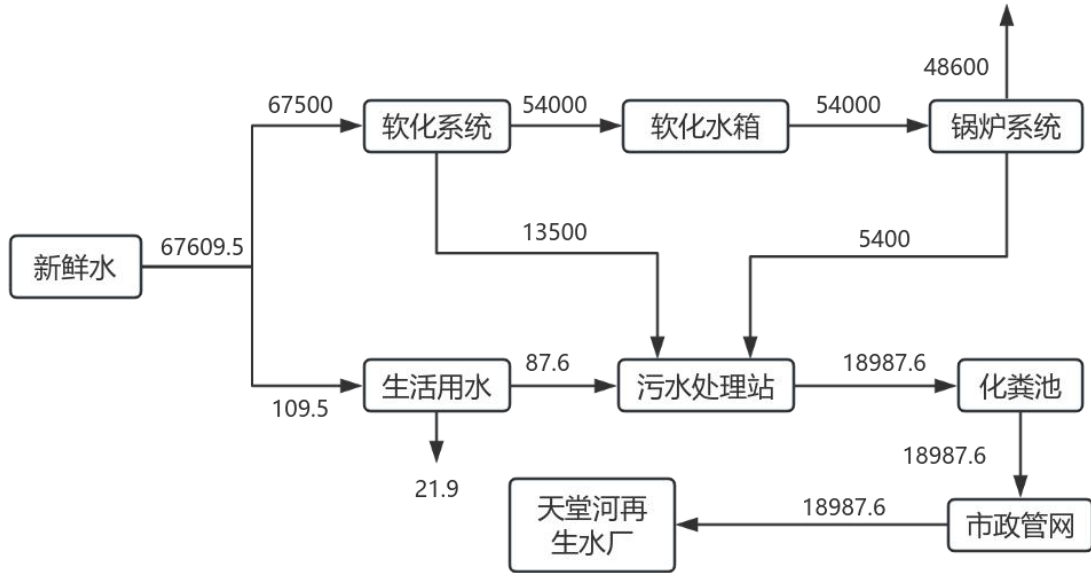 48600
67500
软化系统
54000
软化水箱
54000
锅炉系统
13500
5400
67609.5
新鲜水
生活用水
87.6
污水处理站
18987.6
化粪池
109.5
21.9
18987.6
天堂河再
生水厂
18987.6
市政管网